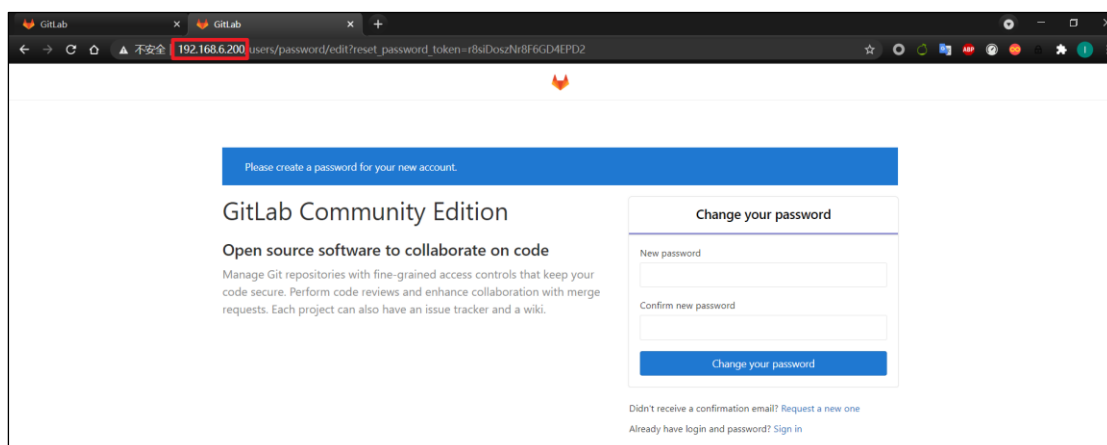 GitLab
GitLab
不安全 | 192.168.6.200/users/password/edit?reset_password_token=r8siDoszNr8F6GD4EPD2
Please create a password for your new account.
GitLab Community Edition
Open source software to collaborate on code
Manage Git repositories with fine-grained access controls that keep your
code secure. Perform code reviews and enhance collaboration with merge
requests. Each project can also have an issue tracker and a wiki.
Change your password
New password
Confirm new password
Change your password
Didn't receive a confirmation email? Request a new one
Already have login and password? Sign in